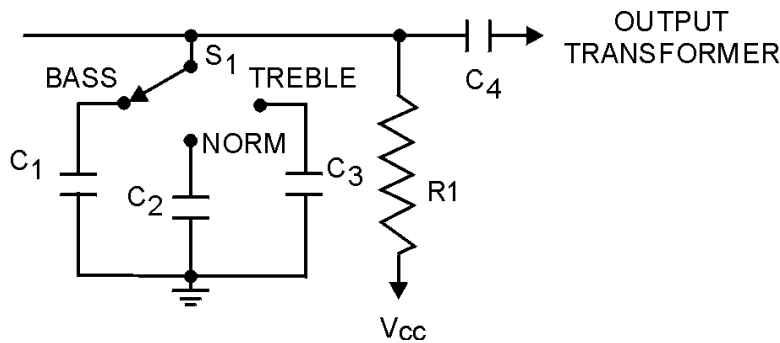 OUTPUT
TRANSFORMER
S1
C4
BASS
TREBLE
NORM
C1
C2
C3
R1
VCC